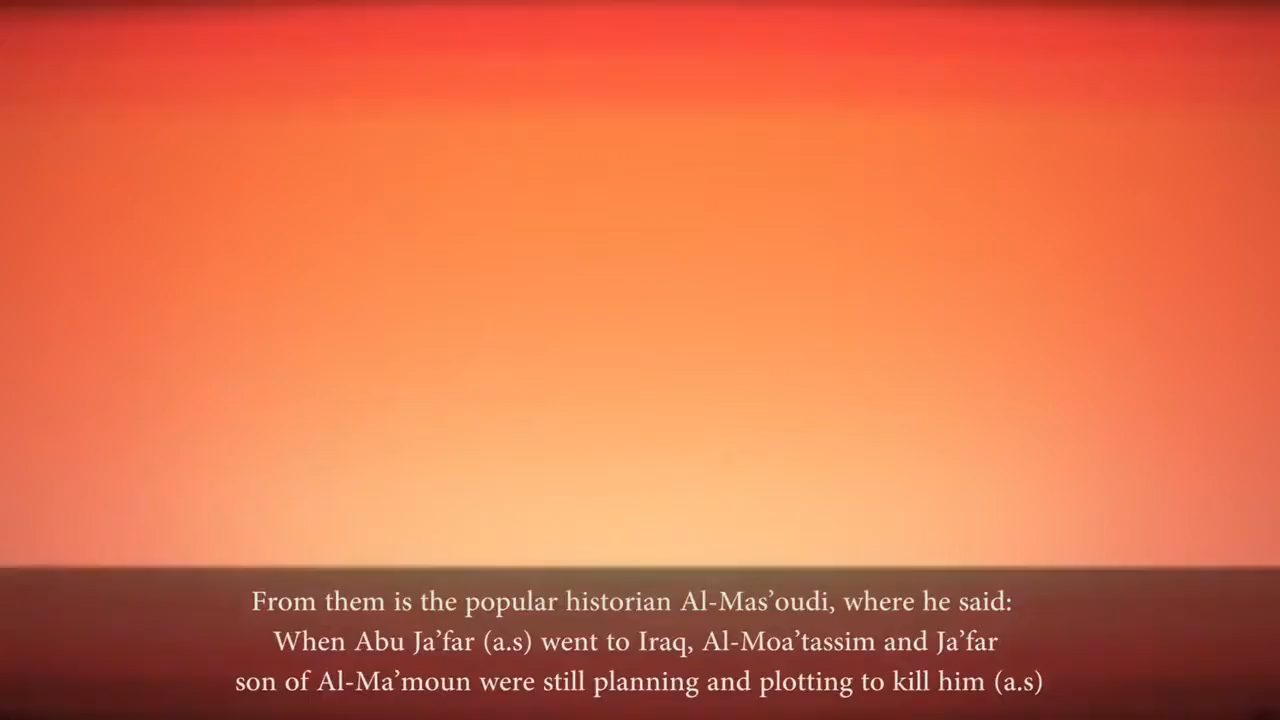 From them is the popular historian Al-Mas’oudi, where he said:
When Abu Ja’far (a.s) went to Iraq, Al-Moa’tassim and Ja’far
son of Al-Ma’moun were still planning and plotting to kill him (a.s)